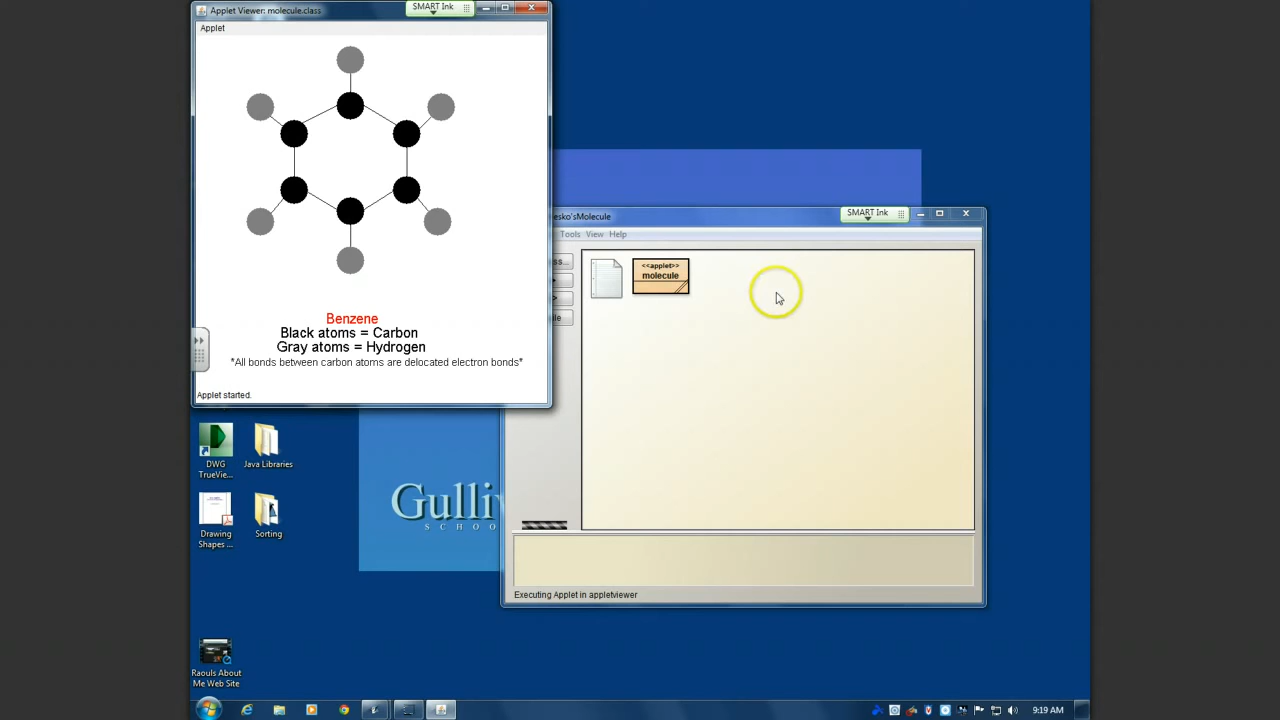 Applet Viewer: molecule.class
SMART Ink
Applet
Benzene
Black atoms = Carbon
Gray atoms = Hydrogen
*All bonds between carbon atoms are delocated electron bonds*
Applet started.
esko'sMolecule
SMART Ink
Tools View Help
<<applet>>
molecule
Executing Applet in appletviewer
SCHOO
DWG
TrueVie...
Java Libraries
Drawing
Shapes ...
Sorting
Raouls About
Me Web Site
9:19 AM